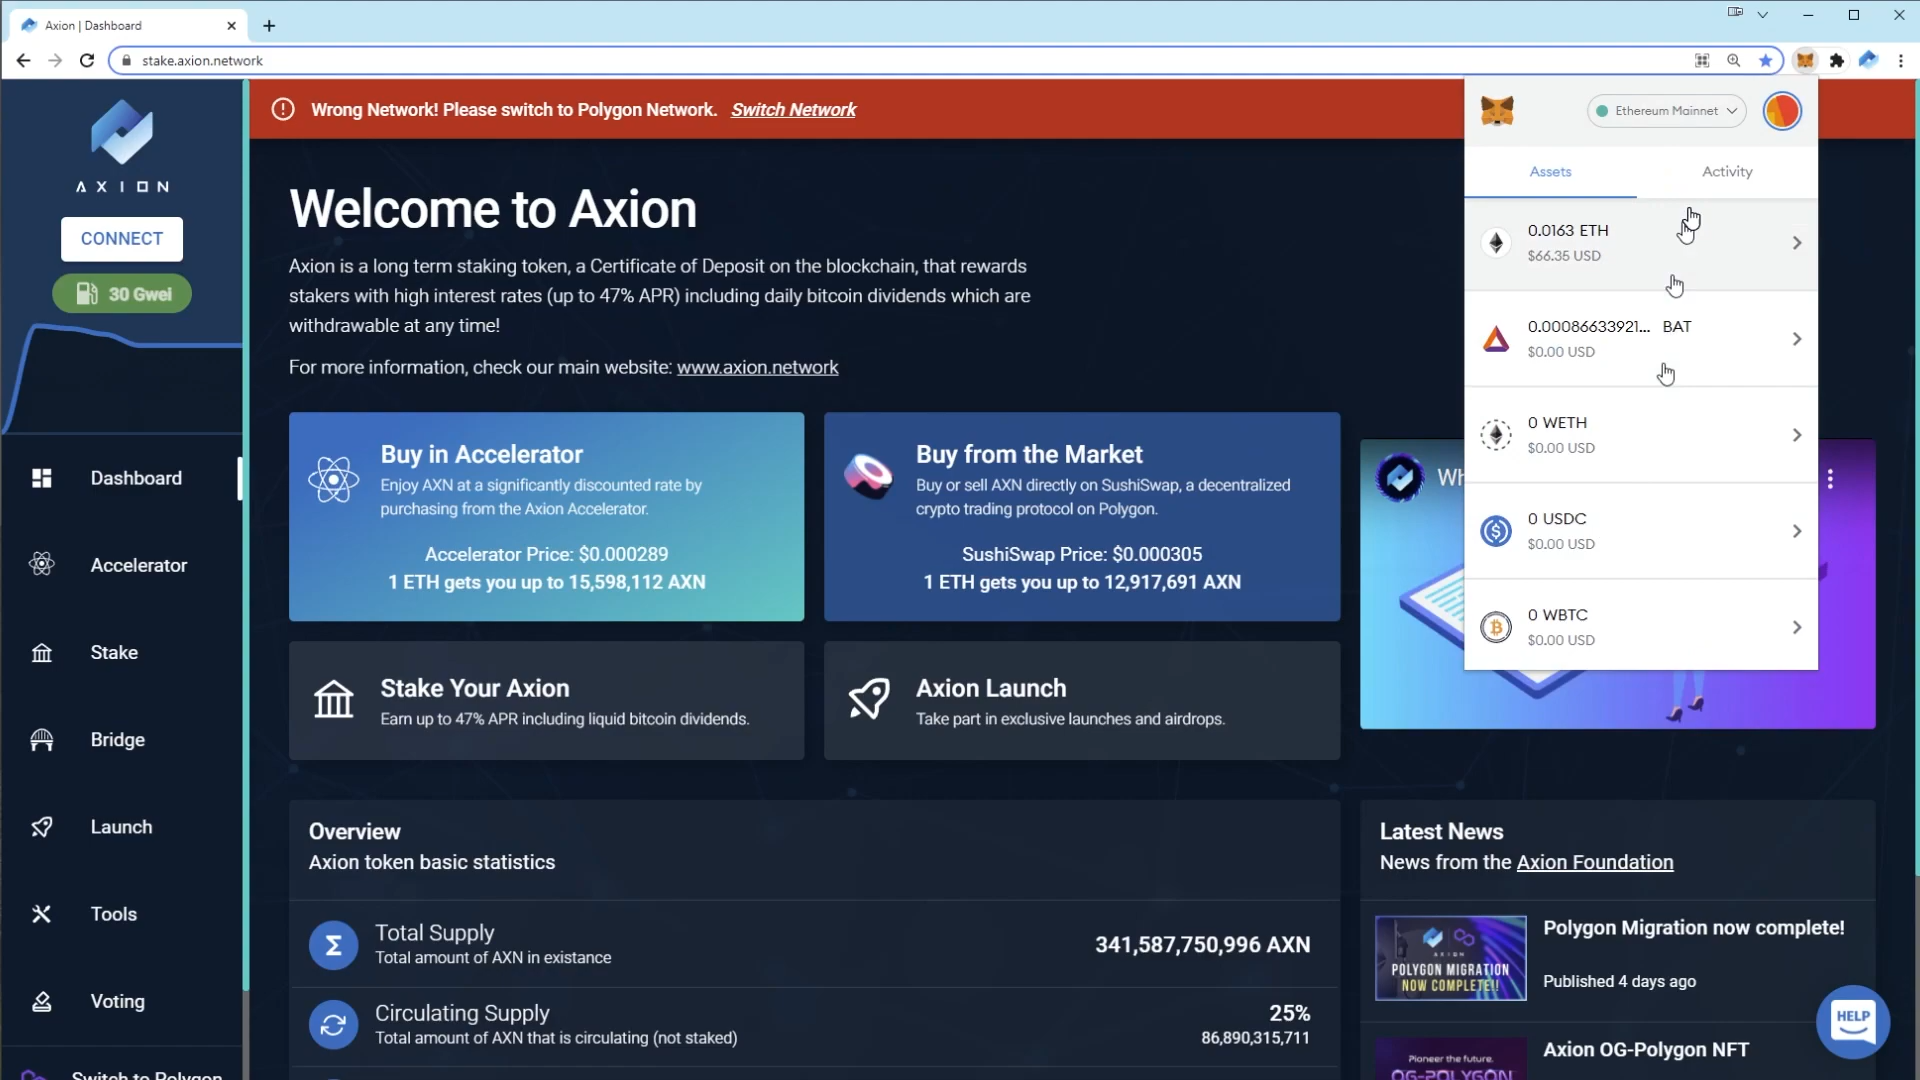 Axion | Dashboard
stake.axion.network
AXION
CONNECT
30 Gwei
Dashboard
Accelerator
Stake
Bridge
Launch
Tools
Voting
Switch to Polygon
Wrong Network! Please switch to Polygon Network. Switch Network
Welcome to Axion
Axion is a long term staking token, a Certificate of Deposit on the blockchain, that rewards
stakers with high interest rates (up to 47% APR) including daily bitcoin dividends which are
withdrawable at any time!
For more information, check our main website: www.axion.network
Buy in Accelerator
Enjoy AXN at a significantly discounted rate by
purchasing from the Axion Accelerator.
Accelerator Price: $0.000289
1 ETH gets you up to 15,598,112 AXN
Buy from the Market
Buy or sell AXN directly on SushiSwap, a decentralized
crypto trading protocol on Polygon.
SushiSwap Price: $0.000305
1 ETH gets you up to 12,917,691 AXN
Stake Your Axion
Earn up to 47% APR including liquid bitcoin dividends.
Axion Launch
Take part in exclusive launches and airdrops.
Overview
Axion token basic statistics
Total Supply
Total amount of AXN in existance
341,587,750,996 AXN
Circulating Supply
Total amount of AXN that is circulating (not staked)
25%
86,890,315,711
Ethereum Mainnet
Assets
Activity
0.0163 ETH
$66.35 USD
0.00086633921... BAT
$0.00 USD
0 WETH
$0.00 USD
0 USDC
$0.00 USD
0 WBTC
$0.00 USD
Latest News
News from the Axion Foundation
AXION
POLYGON MIGRATION
NOW COMPLETE!!
Polygon Migration now complete!
Published 4 days ago
Pioneer the future.
OG-POLYGON
Axion OG-Polygon NFT
HELP